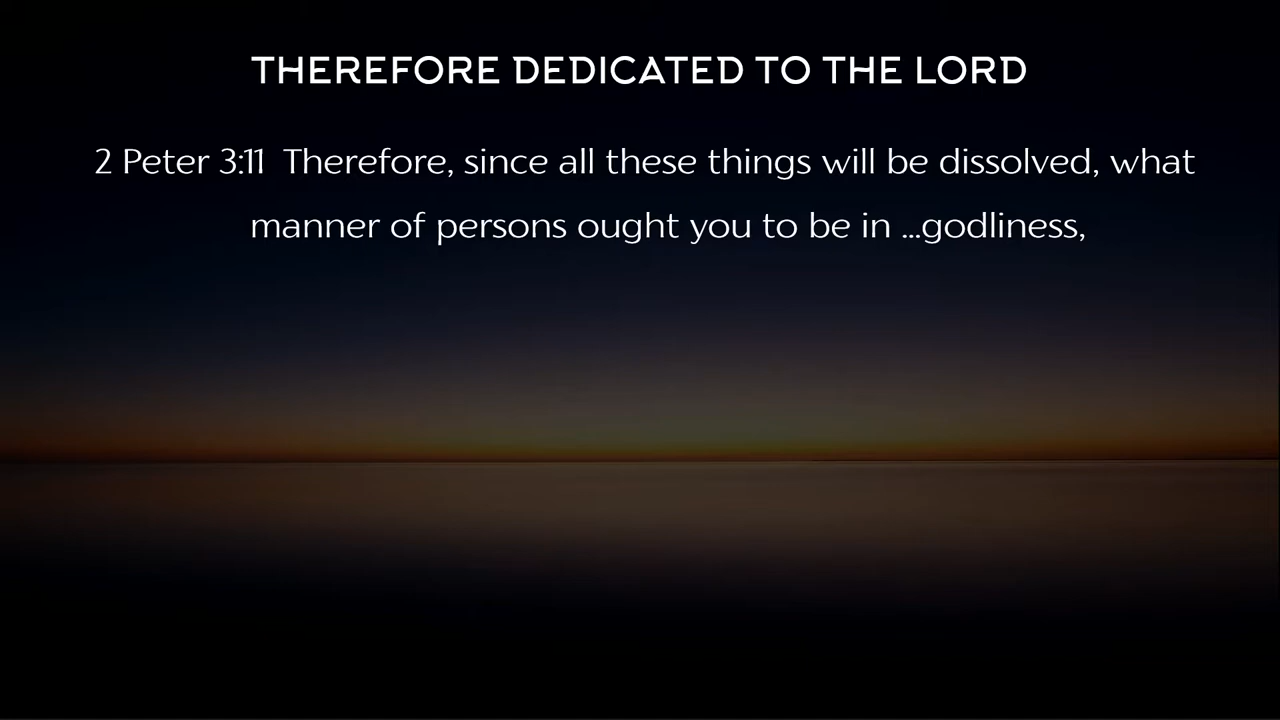 THEREFORE DEDICATED TO THE LORD
2 Peter 3:11  Therefore, since all these things will be dissolved, what
manner of persons ought you to be in ...godliness,